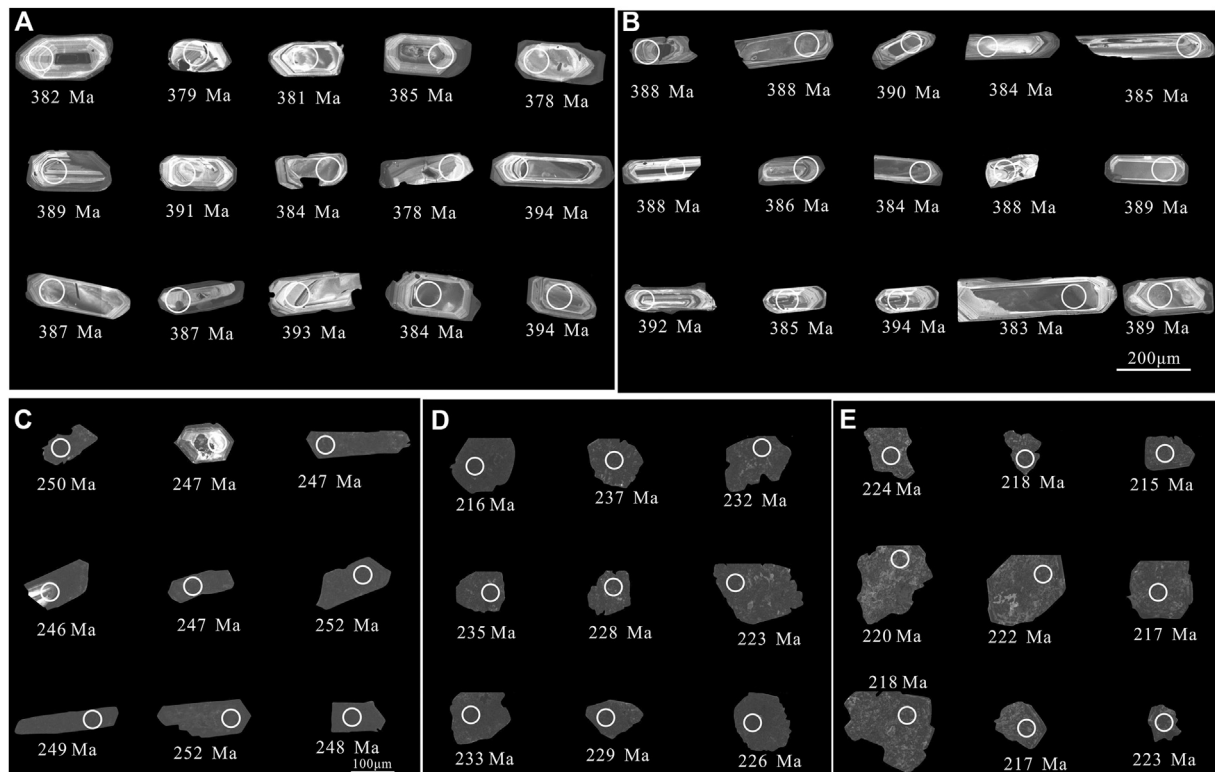 A
382 Ma 379 Ma 381 Ma 385 Ma 378 Ma
389 Ma 391 Ma 384 Ma 378 Ma 394 Ma
387 Ma 387 Ma 393 Ma 384 Ma 394 Ma
B
388 Ma 388 Ma 390 Ma 384 Ma 385 Ma
388 Ma 386 Ma 384 Ma 388 Ma 389 Ma
392 Ma 385 Ma 394 Ma 383 Ma 389 Ma
200μm
C
250 Ma 247 Ma 247 Ma
246 Ma 247 Ma 252 Ma
249 Ma 252 Ma 248 Ma
100μm
D
216 Ma 237 Ma 232 Ma
235 Ma 228 Ma 223 Ma
233 Ma 229 Ma 226 Ma
E
224 Ma 218 Ma 215 Ma
220 Ma 222 Ma 217 Ma
218 Ma
217 Ma 223 Ma